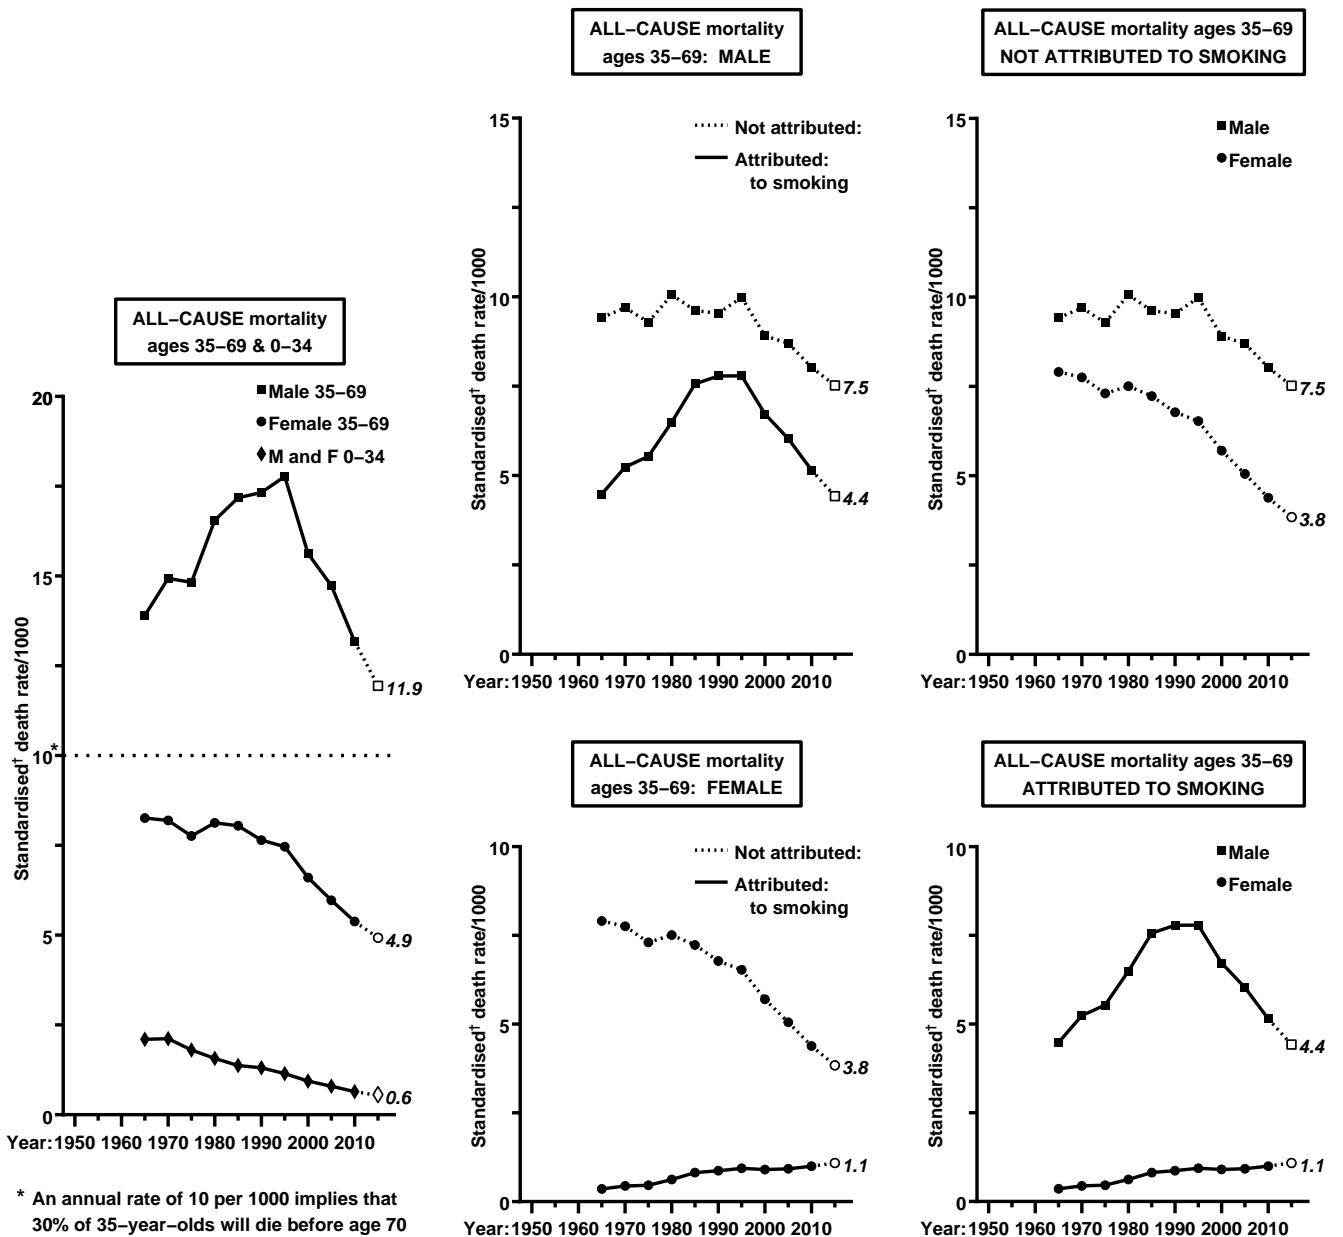 ALL–CAUSE mortality
ages 35–69 & 0–34
Male 35–69
Female 35–69
M and F 0–34
Standardised† death rate/1000
20
15
10*
5
0
11.9
4.9
0.6
Year: 1950 1960 1970 1980 1990 2000 2010
* An annual rate of 10 per 1000 implies that
30% of 35–year–olds will die before age 70
ALL–CAUSE mortality
ages 35–69: MALE
Not attributed:
Attributed:
to smoking
Standardised† death rate/1000
15
10
5
0
7.5
4.4
Year: 1950 1960 1970 1980 1990 2000 2010
ALL–CAUSE mortality ages 35–69
NOT ATTRIBUTED TO SMOKING
Male
Female
Standardised† death rate/1000
15
10
5
0
7.5
3.8
Year: 1950 1960 1970 1980 1990 2000 2010
ALL–CAUSE mortality
ages 35–69: FEMALE
Not attributed:
Attributed:
to smoking
Standardised† death rate/1000
10
5
0
3.8
1.1
Year: 1950 1960 1970 1980 1990 2000 2010
ALL–CAUSE mortality ages 35–69
ATTRIBUTED TO SMOKING
Male
Female
Standardised† death rate/1000
10
5
0
4.4
1.1
Year: 1950 1960 1970 1980 1990 2000 2010